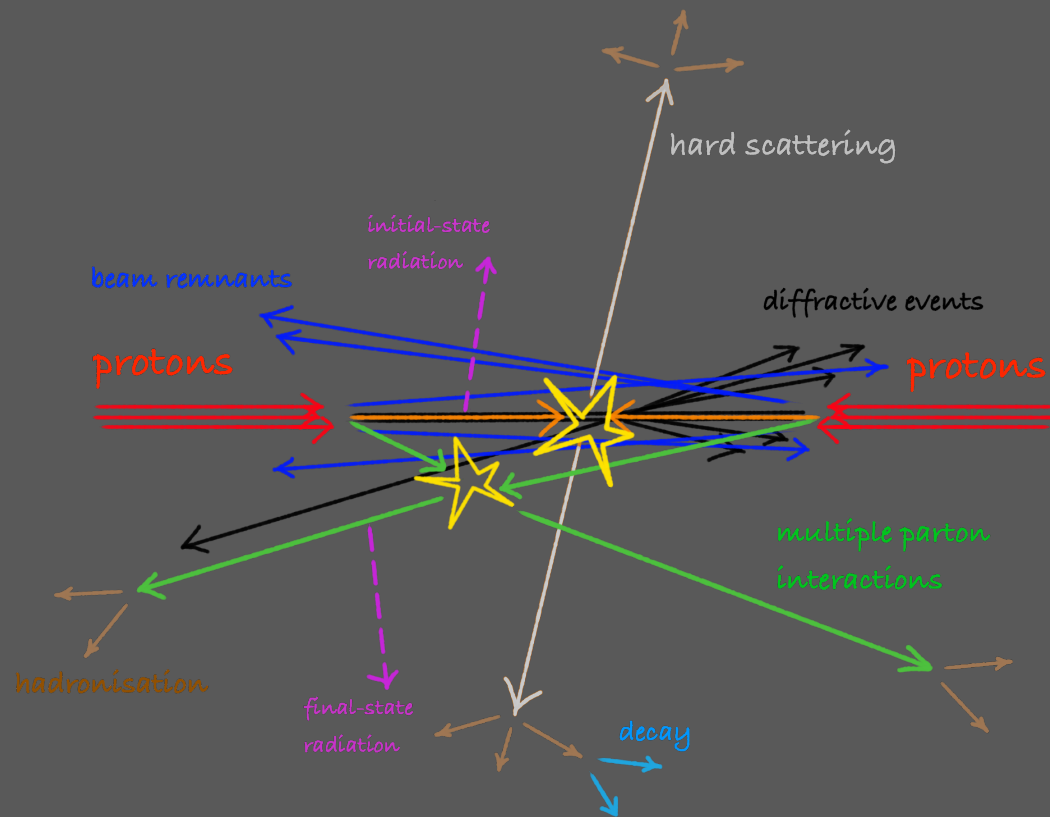 hard scattering
initial-state
radiation
beam remnants
diffractive events
protons
protons
multiple parton
interactions
hadronisation
final-state
radiation
decay